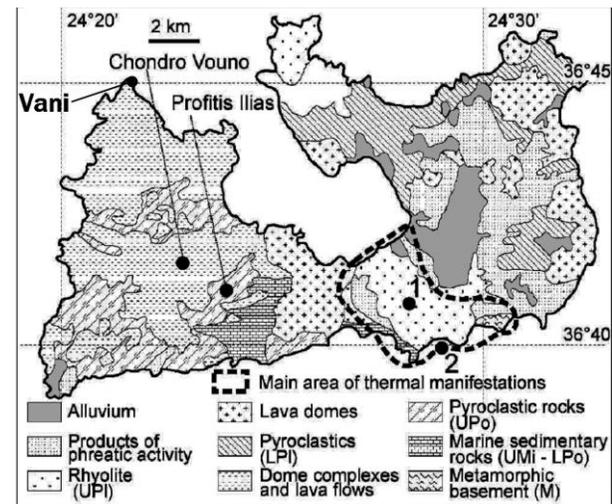 24°20'
24°30'
2 km
Chondro Vouno
36°45
Vani
Profitis Ilias
1
2
36°40'
Main area of thermal manifestations
Alluvium
Lava domes
Pyroclastic rocks
(UPo)
Products of
phreatic activity
Pyroclastics
(LPl)
Marine sedimentary
rocks (UMi - LPo)
Rhyolite
(UPl)
Dome complexes
and lava flows
Metamorphic
basement (M)